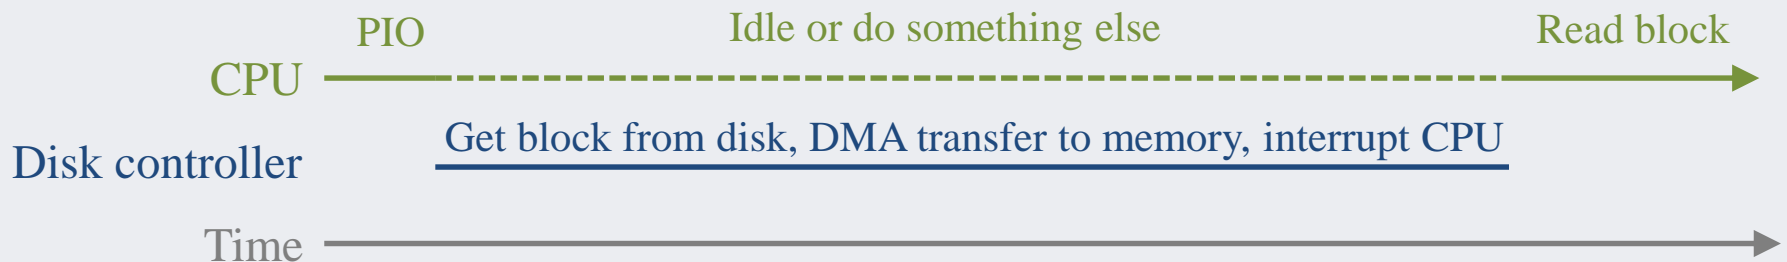 PIO
Idle or do something else
Read block
CPU
Get block from disk, DMA transfer to memory, interrupt CPU
Disk controller
Time